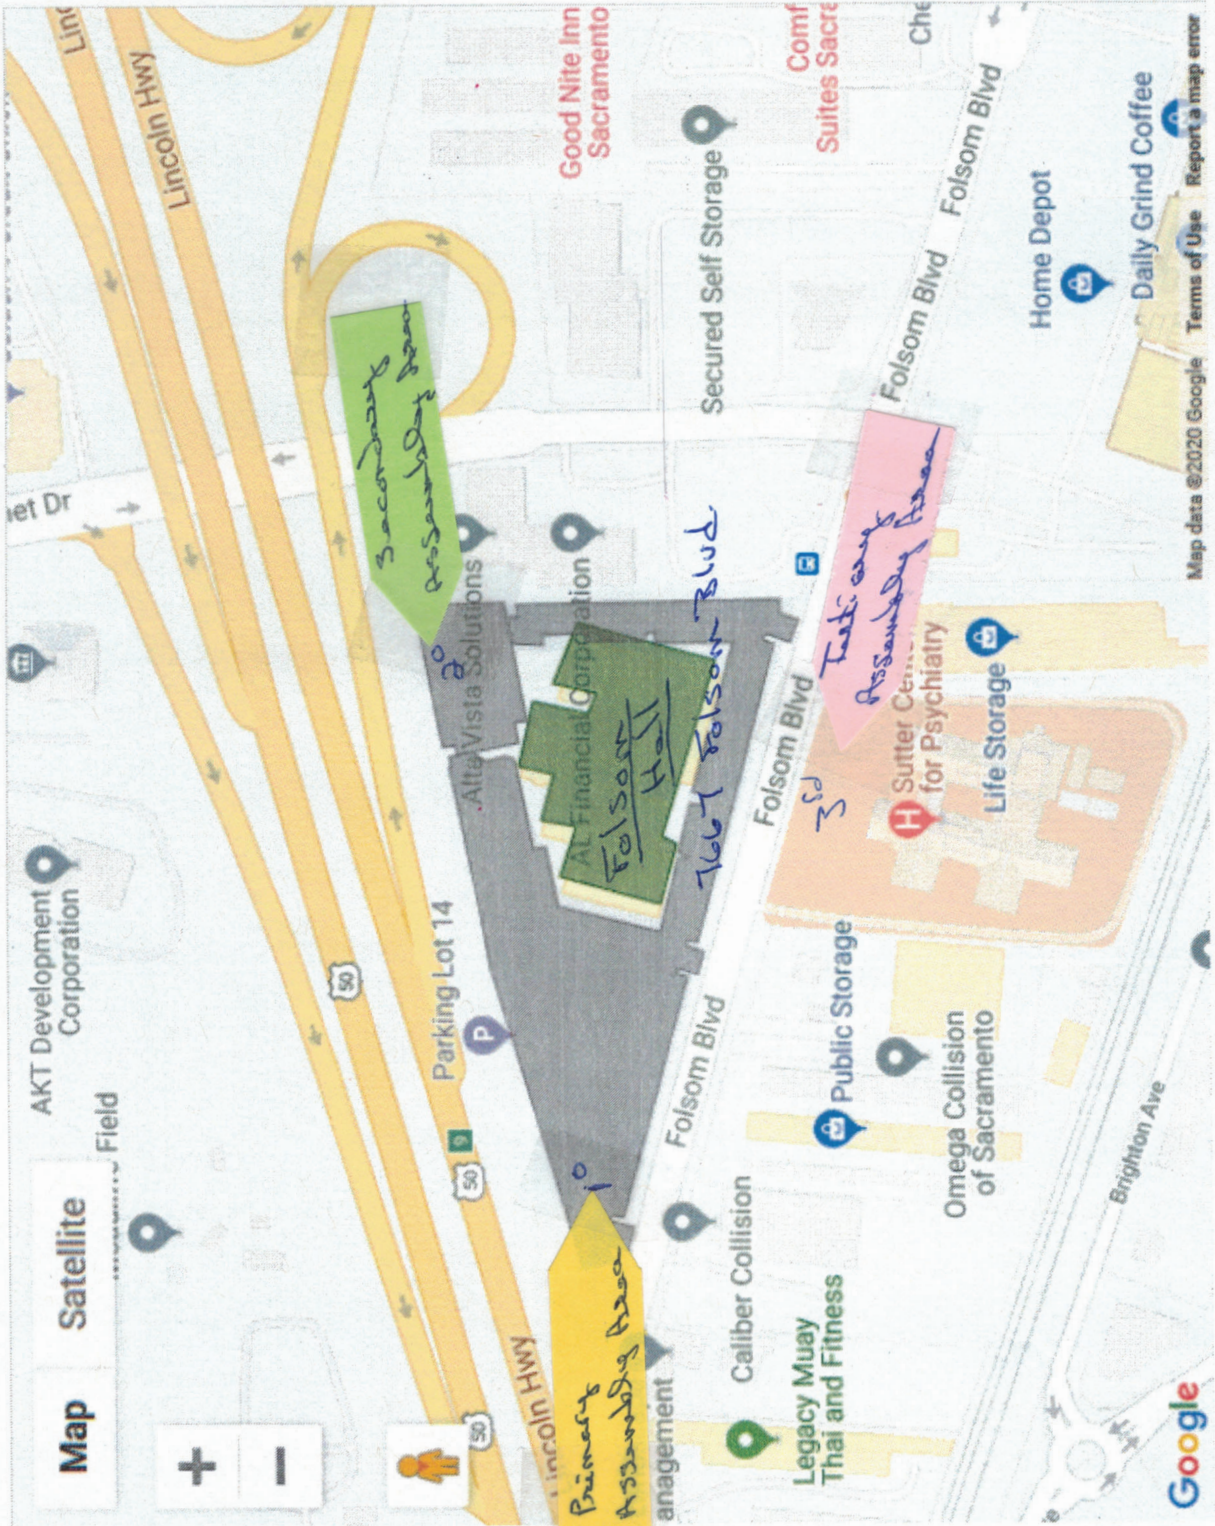 Map Satellite
AKT Development
Corporation
Field
Lincoln Hwy
50
Parking Lot 14
P
9
50
50
Lincoln Hwy
Primary
Assembly Area
1°
Secondary
Assembly Area
2°
Alta Vista Solutions
AL Financial Corporation
Folsom
Hall
7667 Folsom Blvd
Good Nite Inn
Sacramento
Secured Self Storage
Suites
Folsom Blvd
Folsom Blvd
Folsom Blvd
Folsom Blvd
Tertiary
Assembly Area
3rd
H
Sutter
for Psychiatry
Life Storage
Home Depot
Daily Grind Coffee
Public Storage
Omega Collision
of Sacramento
Caliber Collision
Legacy Muay
Thai and Fitness
anagement
Brighton Ave
Google
Map data ©2020 Google Terms of Use Report a map error